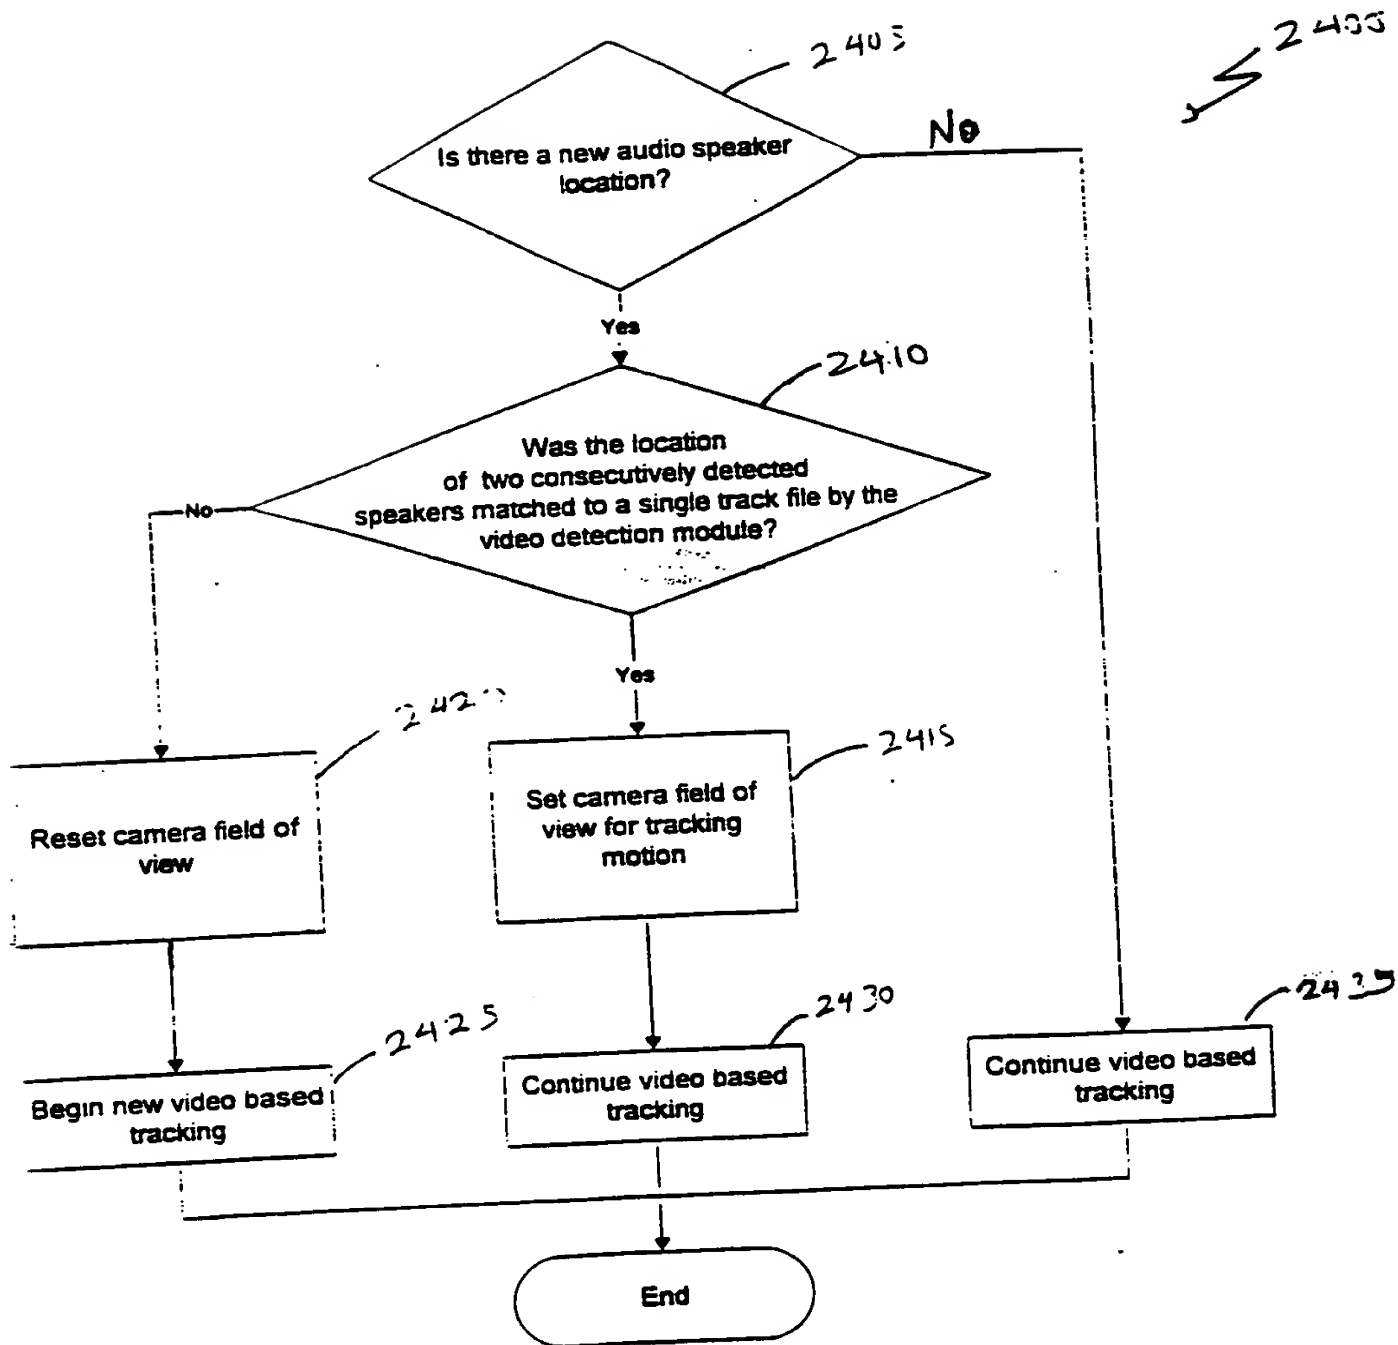 2405
Is there a new audio speaker
location?
No
Yes
2410
Was the location
of two consecutively detected
speakers matched to a single track file by the
video detection module?
No
Yes
2415
Reset camera field of
view
Set camera field of
view for tracking
motion
2425
2430
2435
Begin new video based
tracking
Continue video based
tracking
Continue video based
tracking
End